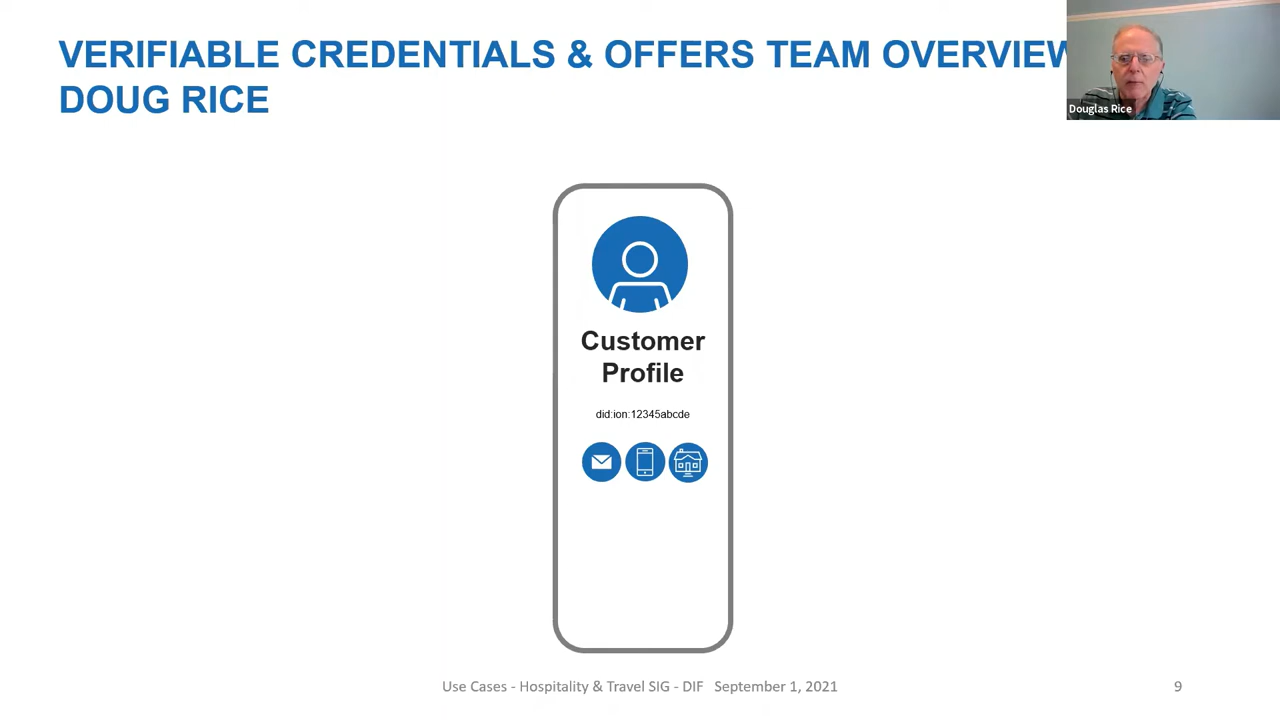 VERIFIABLE CREDENTIALS & OFFERS TEAM OVERVIEW
DOUG RICE
Douglas Rice
Customer
Profile
did:ion:12345abcde
Use Cases - Hospitality & Travel SIG - DIF September 1, 2021
9